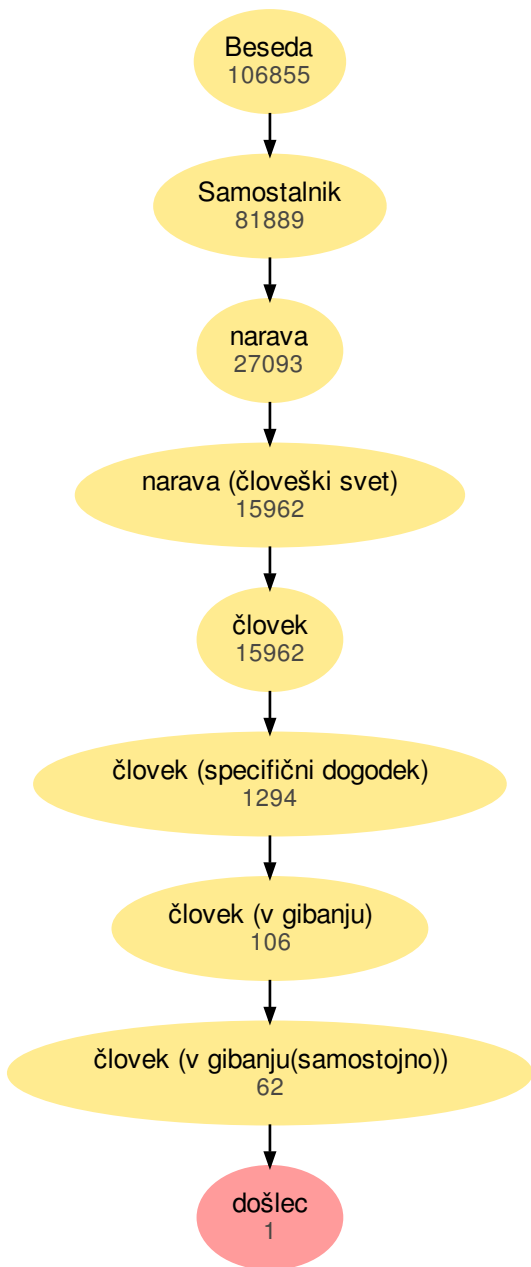 Beseda
106855
Samostalnik
81889
narava
27093
narava (človeški svet)
15962
človek
15962
človek (specifični dogodek)
1294
človek (v gibanju)
106
človek (v gibanju(samostojno))
62
došlec
1